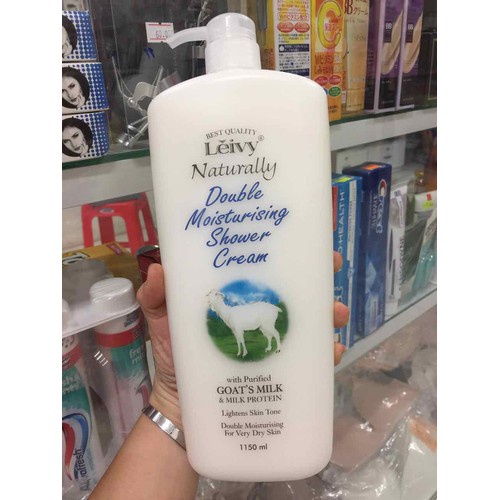 BEST QUALITY
Lĕivy®
Naturally
Double
Moisturising
Shower
Cream
with Purified
GOAT'S MILK
& MILK PROTEIN
Lightens Skin Tone
Double Moisturising
For Very Dry Skin
1150 ml